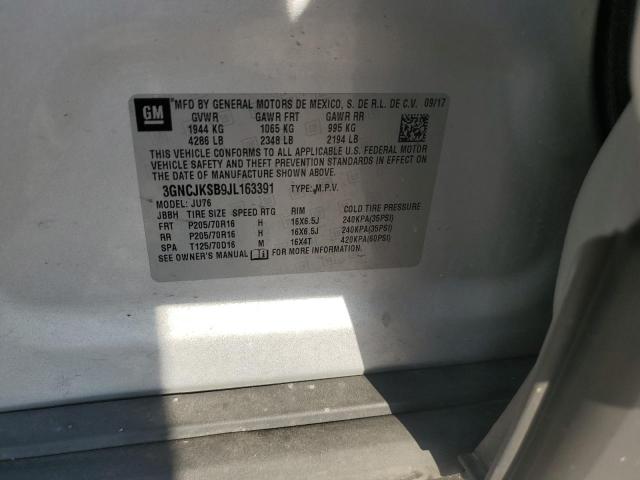 GM MFD BY GENERAL MOTORS DE MEXICO, S. DE R.L. DE C.V. 09/17
GVWR GAWR FRT GAWR RR
1944 KG 1065 KG 995 KG
4286 LB 2348 LB 2194 LB
THIS VEHICLE CONFORMS TO ALL APPLICABLE U.S. FEDERAL MOTOR
VEHICLE SAFETY AND THEFT PREVENTION STANDARDS IN EFFECT ON
THE DATE OF MANUFACTURE SHOWN ABOVE.
3GNCJKSB9JL163391 TYPE: M.P.V.
MODEL: JU76
JBBH TIRE SIZE SPEED RTG RIM COLD TIRE PRESSURE
FRT P205/70R16 H 16X6.5J 240KPA(35PSI)
RR P205/70R16 H 16X6.5J 240KPA(35PSI)
SPA T125/70D16 M 16X4T 420KPA(60PSI)
SEE OWNER'S MANUAL FOR MORE INFORMATION.